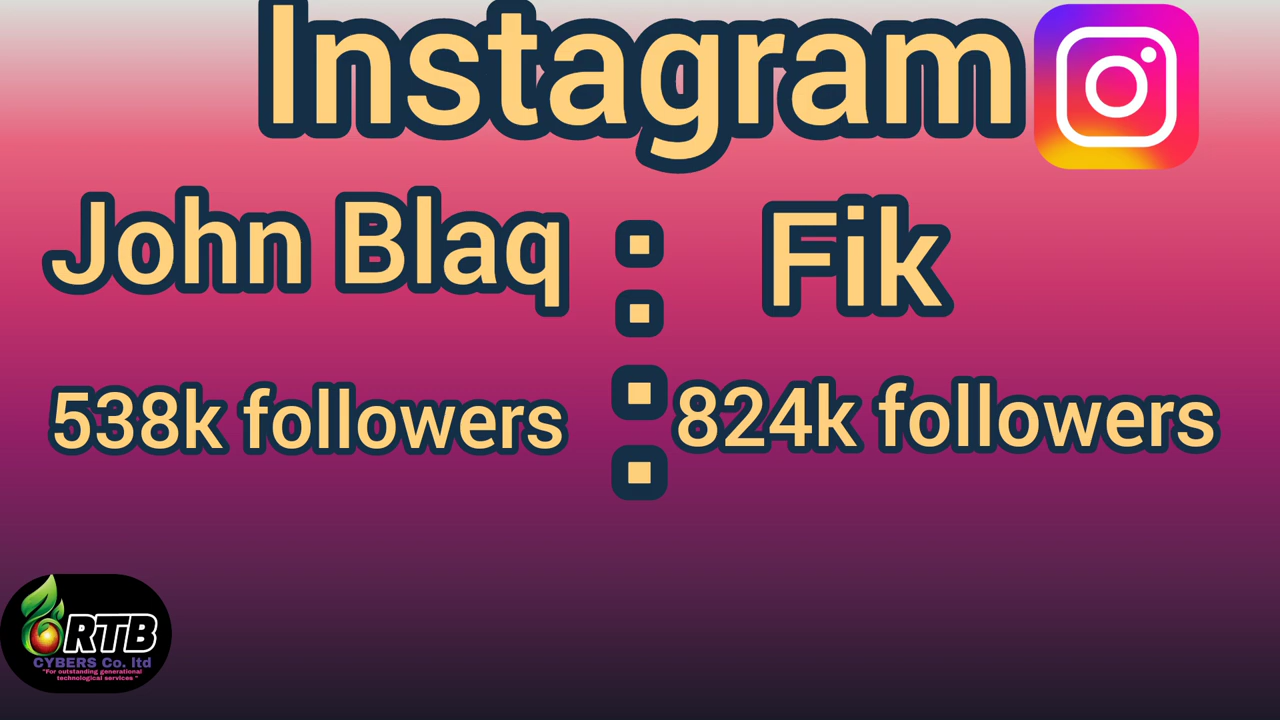 Instagram
John Blaq : Fik
: 
538k followers : 824k followers
RTB
CYBERS Co. ltd
"For outstanding generational
technological services "